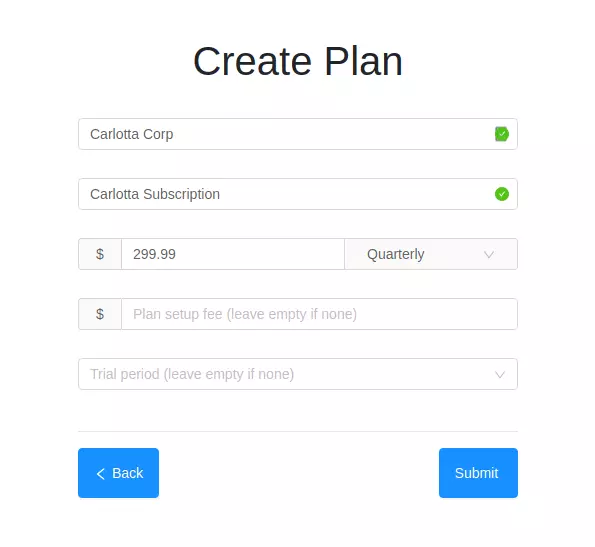 Create Plan
Carlotta Corp
Carlotta Subscription
$ 299.99 Quarterly
$ Plan setup fee (leave empty if none)
Trial period (leave empty if none)
Back Submit